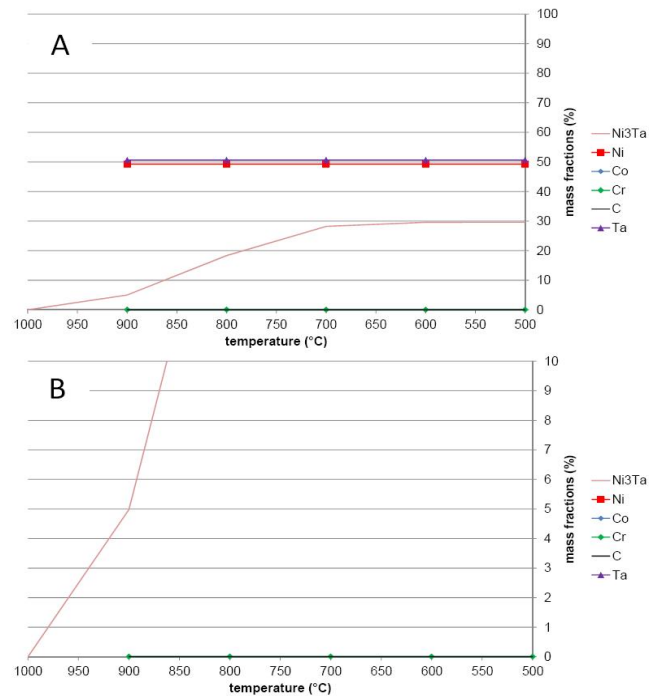 A
100
90
80
70
60
50
40
30
20
10
0
mass fractions (%)
1000 950 900 850 800 750 700 650 600 550 500
temperature (°C)
Ni3Ta
Ni
Co
Cr
C
Ta
B
10
9
8
7
6
5
4
3
2
1
0
mass fractions (%)
1000 950 900 850 800 750 700 650 600 550 500
temperature (°C)
Ni3Ta
Ni
Co
Cr
C
Ta